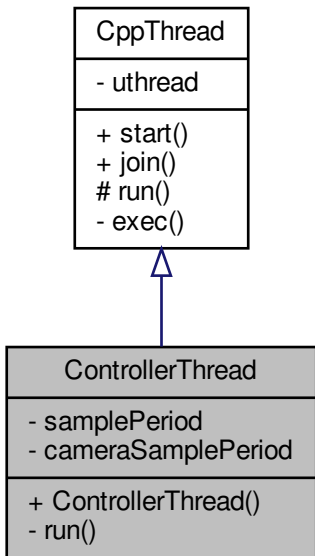 CppThread
- uthread
+ start()
+ join()
# run()
- exec()
ControllerThread
- samplePeriod
- cameraSamplePeriod
+ ControllerThread()
- run()